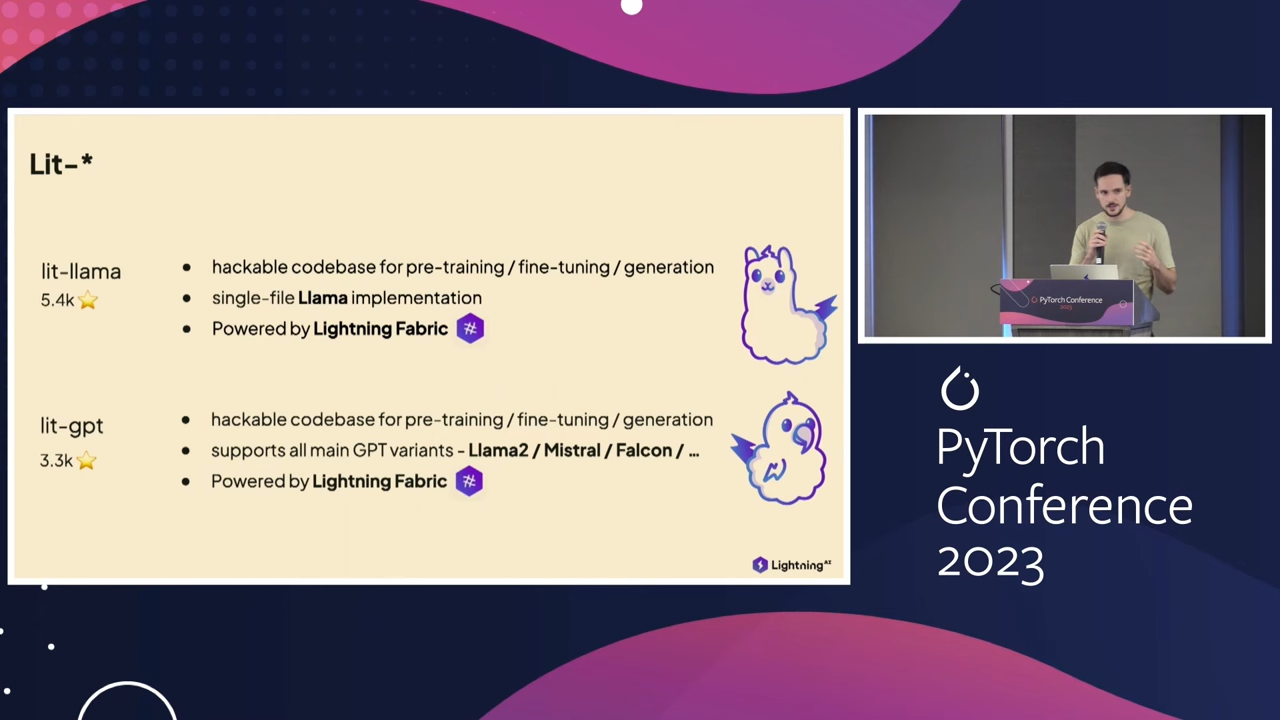 Lit-*
lit-llama
5.4k
● hackable codebase for pre-training / fine-tuning / generation
● single-file Llama implementation
● Powered by Lightning Fabric
lit-gpt
3.3k
● hackable codebase for pre-training / fine-tuning / generation
● supports all main GPT variants - Llama2 / Mistral / Falcon / ...
● Powered by Lightning Fabric
Lightning AI
PyTorch Conference
2023
PyTorch
Conference
2023